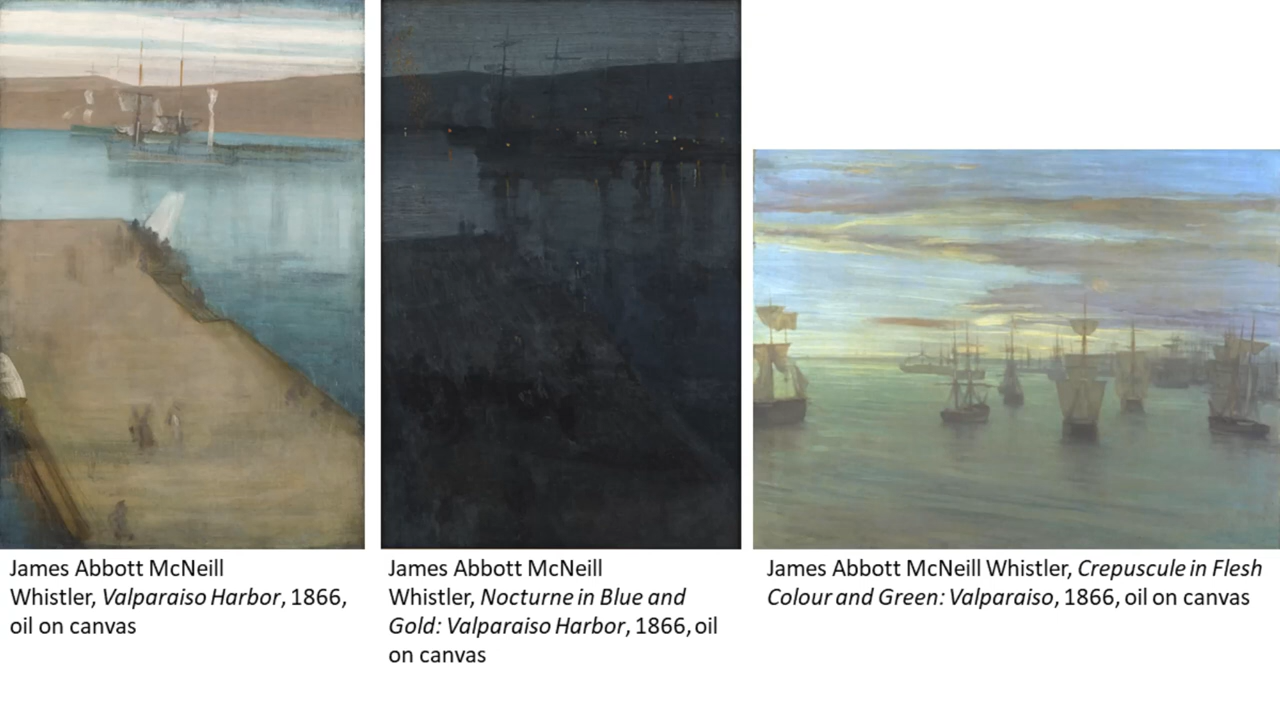 James Abbott McNeill
Whistler, Valparaiso Harbor, 1866,
oil on canvas
James Abbott McNeill
Whistler, Nocturne in Blue and
Gold: Valparaiso Harbor, 1866, oil
on canvas
James Abbott McNeill Whistler, Crepuscule in Flesh
Colour and Green: Valparaiso, 1866, oil on canvas